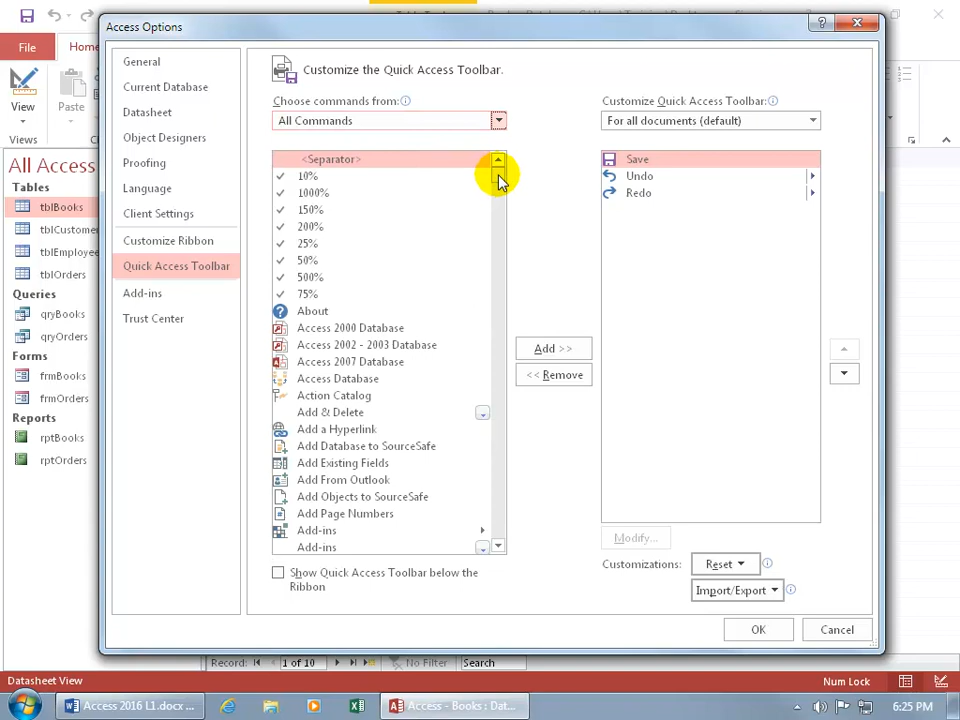 Access Options
File
Home
View
Paste
Views
All Access
Tables
tblBooks
tblCustome
tblEmployee
tblOrders
Queries
qryBooks
qryOrders
Forms
frmBooks
frmOrders
Reports
rptBooks
rptOrders
General
Current Database
Datasheet
Object Designers
Proofing
Language
Client Settings
Customize Ribbon
Quick Access Toolbar
Add-ins
Trust Center
Customize the Quick Access Toolbar.
Choose commands from:
All Commands
<Separator>
10%
1000%
150%
200%
25%
50%
500%
75%
About
Access 2000 Database
Access 2002 - 2003 Database
Access 2007 Database
Access Database
Action Catalog
Add & Delete
Add a Hyperlink
Add Database to SourceSafe
Add Existing Fields
Add From Outlook
Add Objects to SourceSafe
Add Page Numbers
Add-ins
Add-ins
Show Quick Access Toolbar below the
Ribbon
Add >>
<< Remove
Customize Quick Access Toolbar:
For all documents (default)
Save
Undo
Redo
Modify...
Customizations:
Reset
Import/Export
OK
Cancel
Record:
1 of 10
No Filter
Search
Datasheet View
Num Lock
Access 2016 L1.docx ...
Access - Books : Dat...
6:25 PM